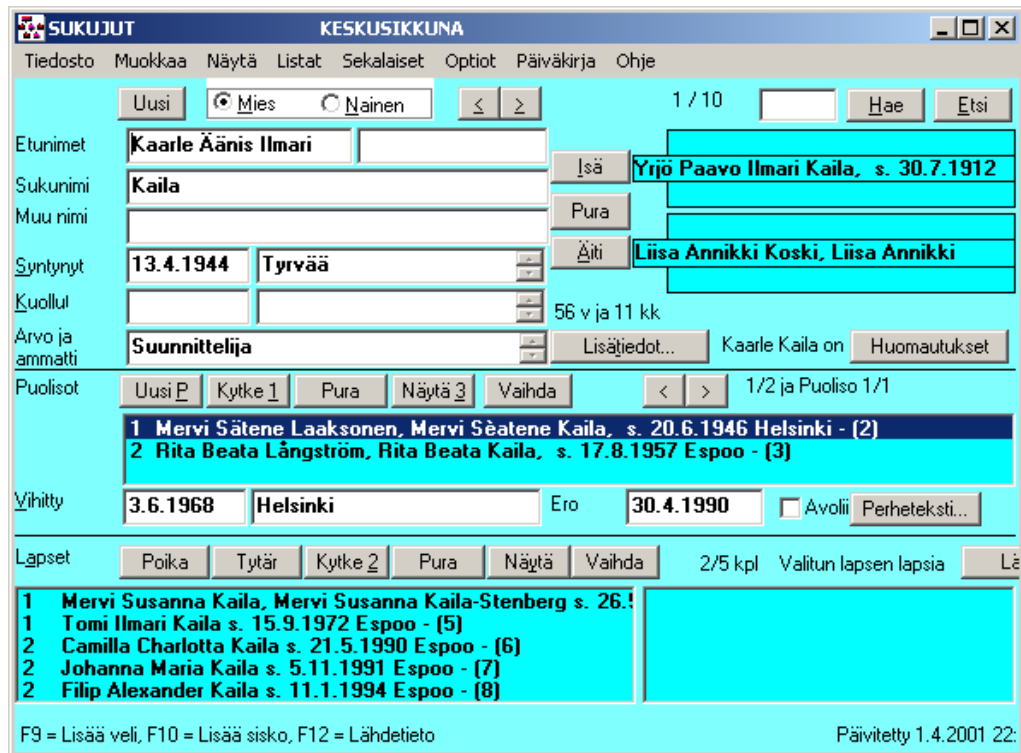 SUKUJUT KESKUSIKKUNA
Tiedosto Muokkaa Näytä Listat Sekalaiset Optiot Päiväkirja Ohje
Uusi Mies Nainen < > 1 / 10 Hae Etsi
Etunimet Kaarle Äänis Ilmari
Isä Yrjö Paavo Ilmari Kaila, s. 30.7.1912
Sukunimi Kaila
Muu nimi Pura
Äiti Liisa Annikki Koski, Liisa Annikki
Syntynyt 13.4.1944 Tyrvää
Kuollut 56 v ja 11 kk
Arvo ja ammatti Suunnittelija Lisätiedot... Kaarle Kaila on Huomautukset
Puolisot Uusi P Kytke 1 Pura Näytä 3 Vaihda < > 1/2 ja Puoliso 1/1
1 Mervi Sätene Laaksonen, Mervi Sèatene Kaila, s. 20.6.1946 Helsinki - (2)
2 Rita Beata Långström, Rita Beata Kaila, s. 17.8.1957 Espoo - (3)
Vihitty 3.6.1968 Helsinki Ero 30.4.1990 Avolii Perheteksti...
Lapset Poika Tytär Kytke 2 Pura Näytä Vaihda 2/5 kpl Valitun lapsen lapsia Lä
1 Mervi Susanna Kaila, Mervi Susanna Kaila-Stenberg s. 26.
1 Tomi Ilmari Kaila s. 15.9.1972 Espoo - (5)
2 Camilla Charlotta Kaila s. 21.5.1990 Espoo - (6)
2 Johanna Maria Kaila s. 5.11.1991 Espoo - (7)
2 Filip Alexander Kaila s. 11.1.1994 Espoo - (8)
F9 = Lisää veli, F10 = Lisää sisko, F12 = Lähdetieto Päivitetty 1.4.2001 22: